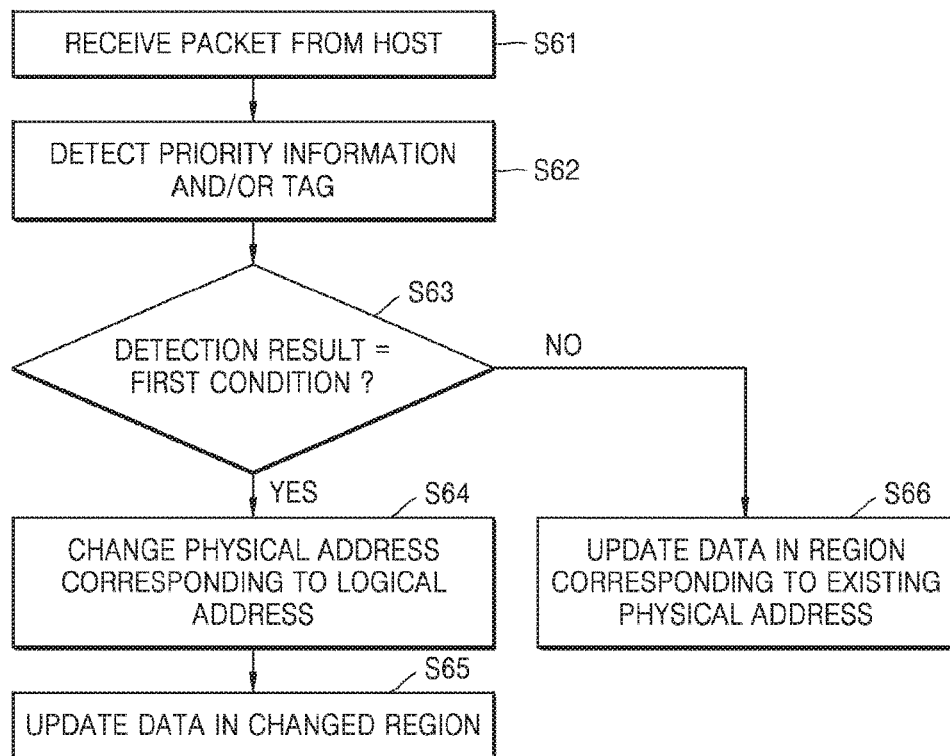 RECEIVE PACKET FROM HOST
S61
DETECT PRIORITY INFORMATION
AND/OR TAG
S62
S63
DETECTION RESULT =
FIRST CONDITION ?
NO
YES
S64
CHANGE PHYSICAL ADDRESS
CORRESPONDING TO LOGICAL
ADDRESS
S66
UPDATE DATA IN REGION
CORRESPONDING TO EXISTING
PHYSICAL ADDRESS
S65
UPDATE DATA IN CHANGED REGION